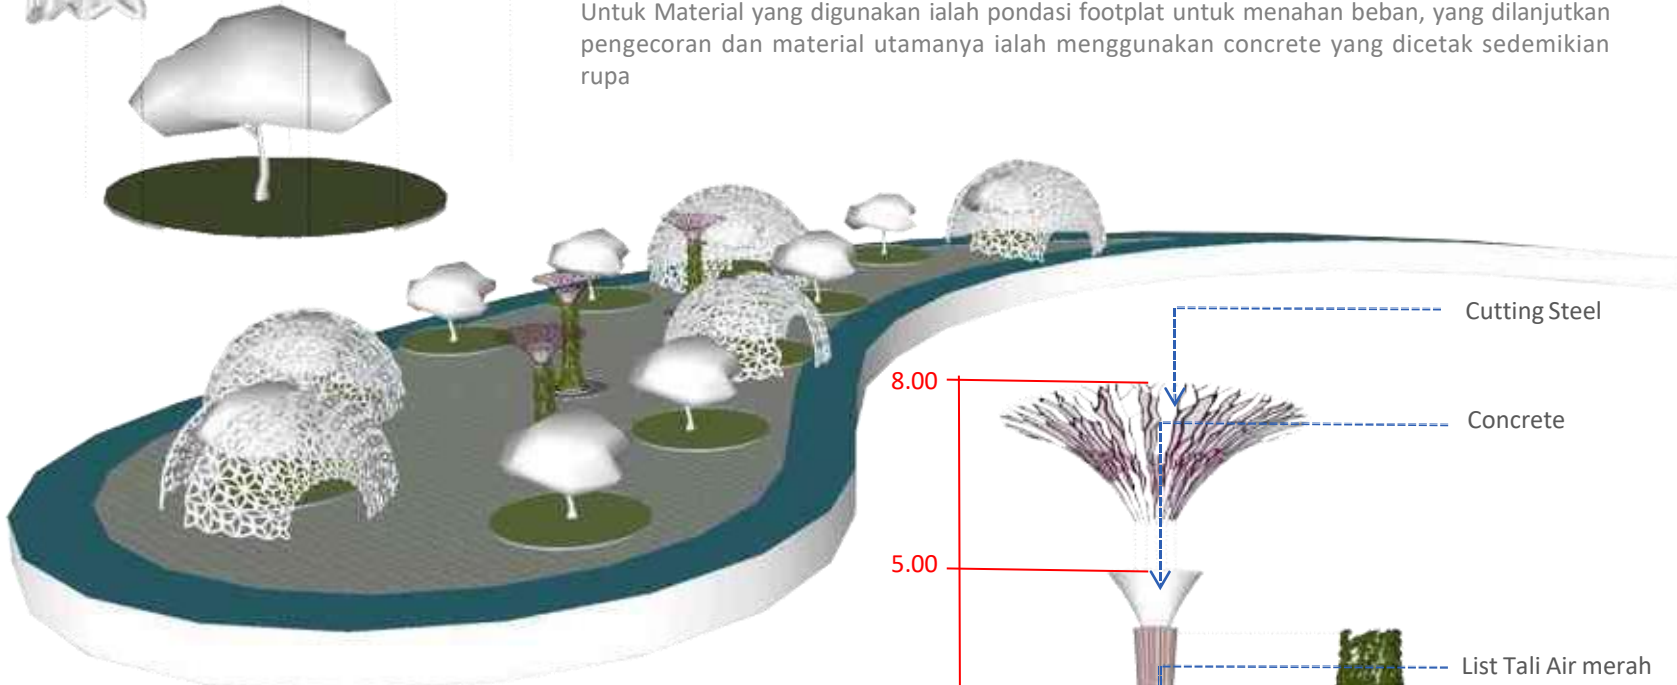 Untuk Material yang digunakan ialah pondasi footplat untuk menahan beban, yang dilanjutkan
pengecoran dan material utamanya ialah menggunakan concrete yang dicetak sedemikian
rupa
Cutting Steel
8.00
Concrete
5.00
List Tali Air merah